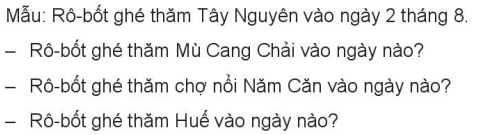 Mẫu: Rô-bốt ghé thăm Tây Nguyên vào ngày 2 tháng 8.
– Rô-bốt ghé thăm Mù Cang Chải vào ngày nào?
– Rô-bốt ghé thăm chợ nổi Năm Căn vào ngày nào?
– Rô-bốt ghé thăm Huế vào ngày nào?